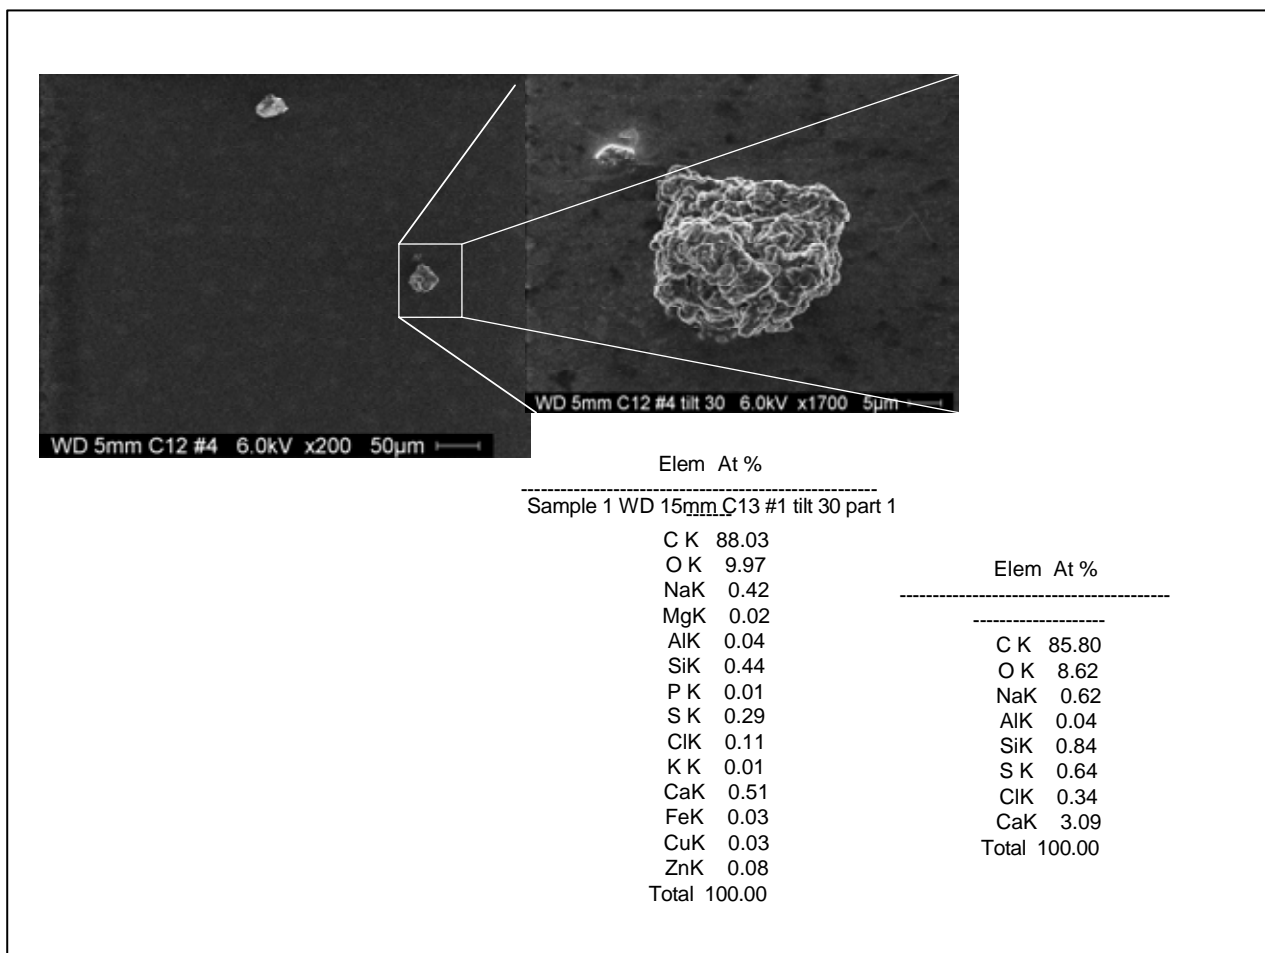 WD 5mm C12 #4 tilt 30 6.0kV x1700 5µm
WD 5mm C12 #4 6.0kV x200 50µm
Elem At %
------------------------------------------------------
Sample 1 WD 15mm C13 #1 tilt 30 part 1
-------
C K 88.03
O K 9.97
NaK 0.42
MgK 0.02
AlK 0.04
SiK 0.44
P K 0.01
S K 0.29
ClK 0.11
K K 0.01
CaK 0.51
FeK 0.03
CuK 0.03
ZnK 0.08
Total 100.00
Elem At %
-----------------------------------------
--------------------
C K 85.80
O K 8.62
NaK 0.62
AlK 0.04
SiK 0.84
S K 0.64
ClK 0.34
CaK 3.09
Total 100.00